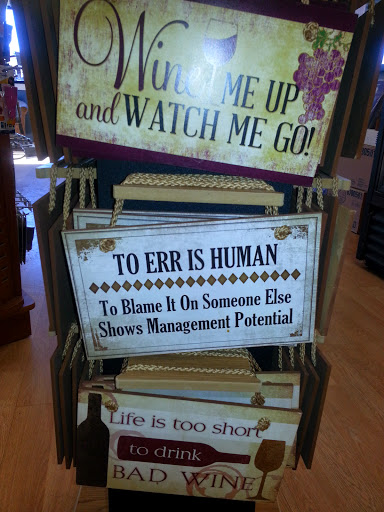 Wine ME UP
and WATCH ME GO!
TO ERR IS HUMAN
To Blame It On Someone Else
Shows Management Potential
Life is too short
to drink
BAD WINE